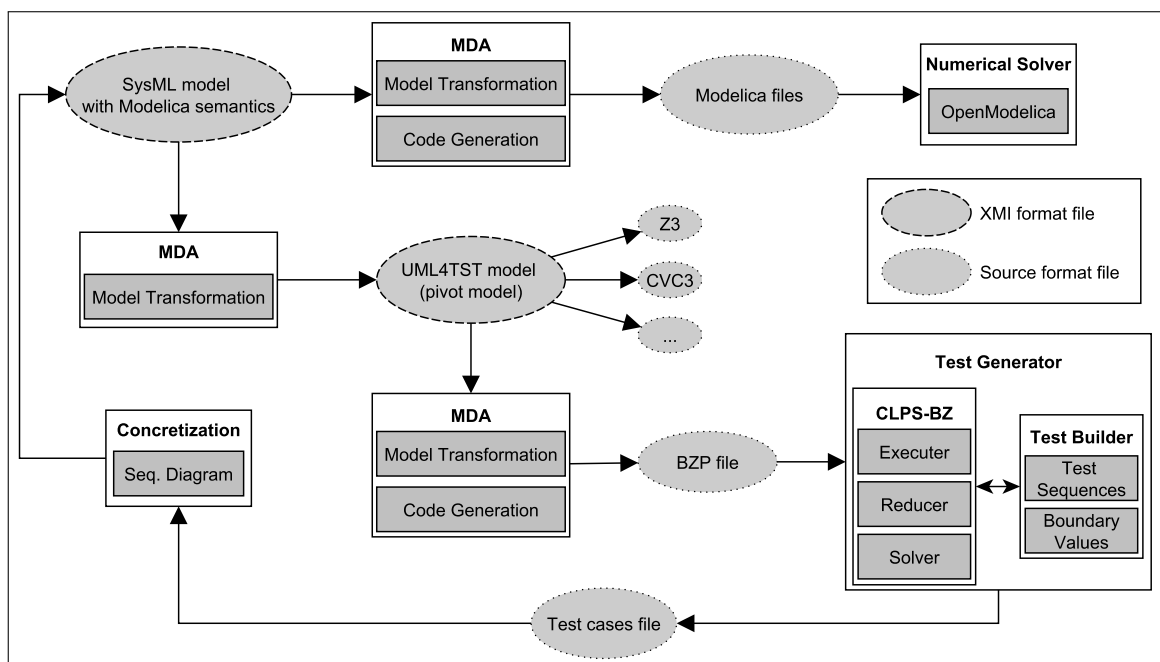 SysML model
with Modelica semantics
MDA
Model Transformation
Code Generation
Modelica files
Numerical Solver
OpenModelica
XMI format file
Source format file
MDA
Model Transformation
UML4TST model
(pivot model)
Z3
CVC3
...
MDA
Model Transformation
Code Generation
BZP file
Test Generator
CLPS-BZ
Executer
Reducer
Solver
Test Builder
Test
Sequences
Boundary
Values
Concretization
Seq. Diagram
Test cases file